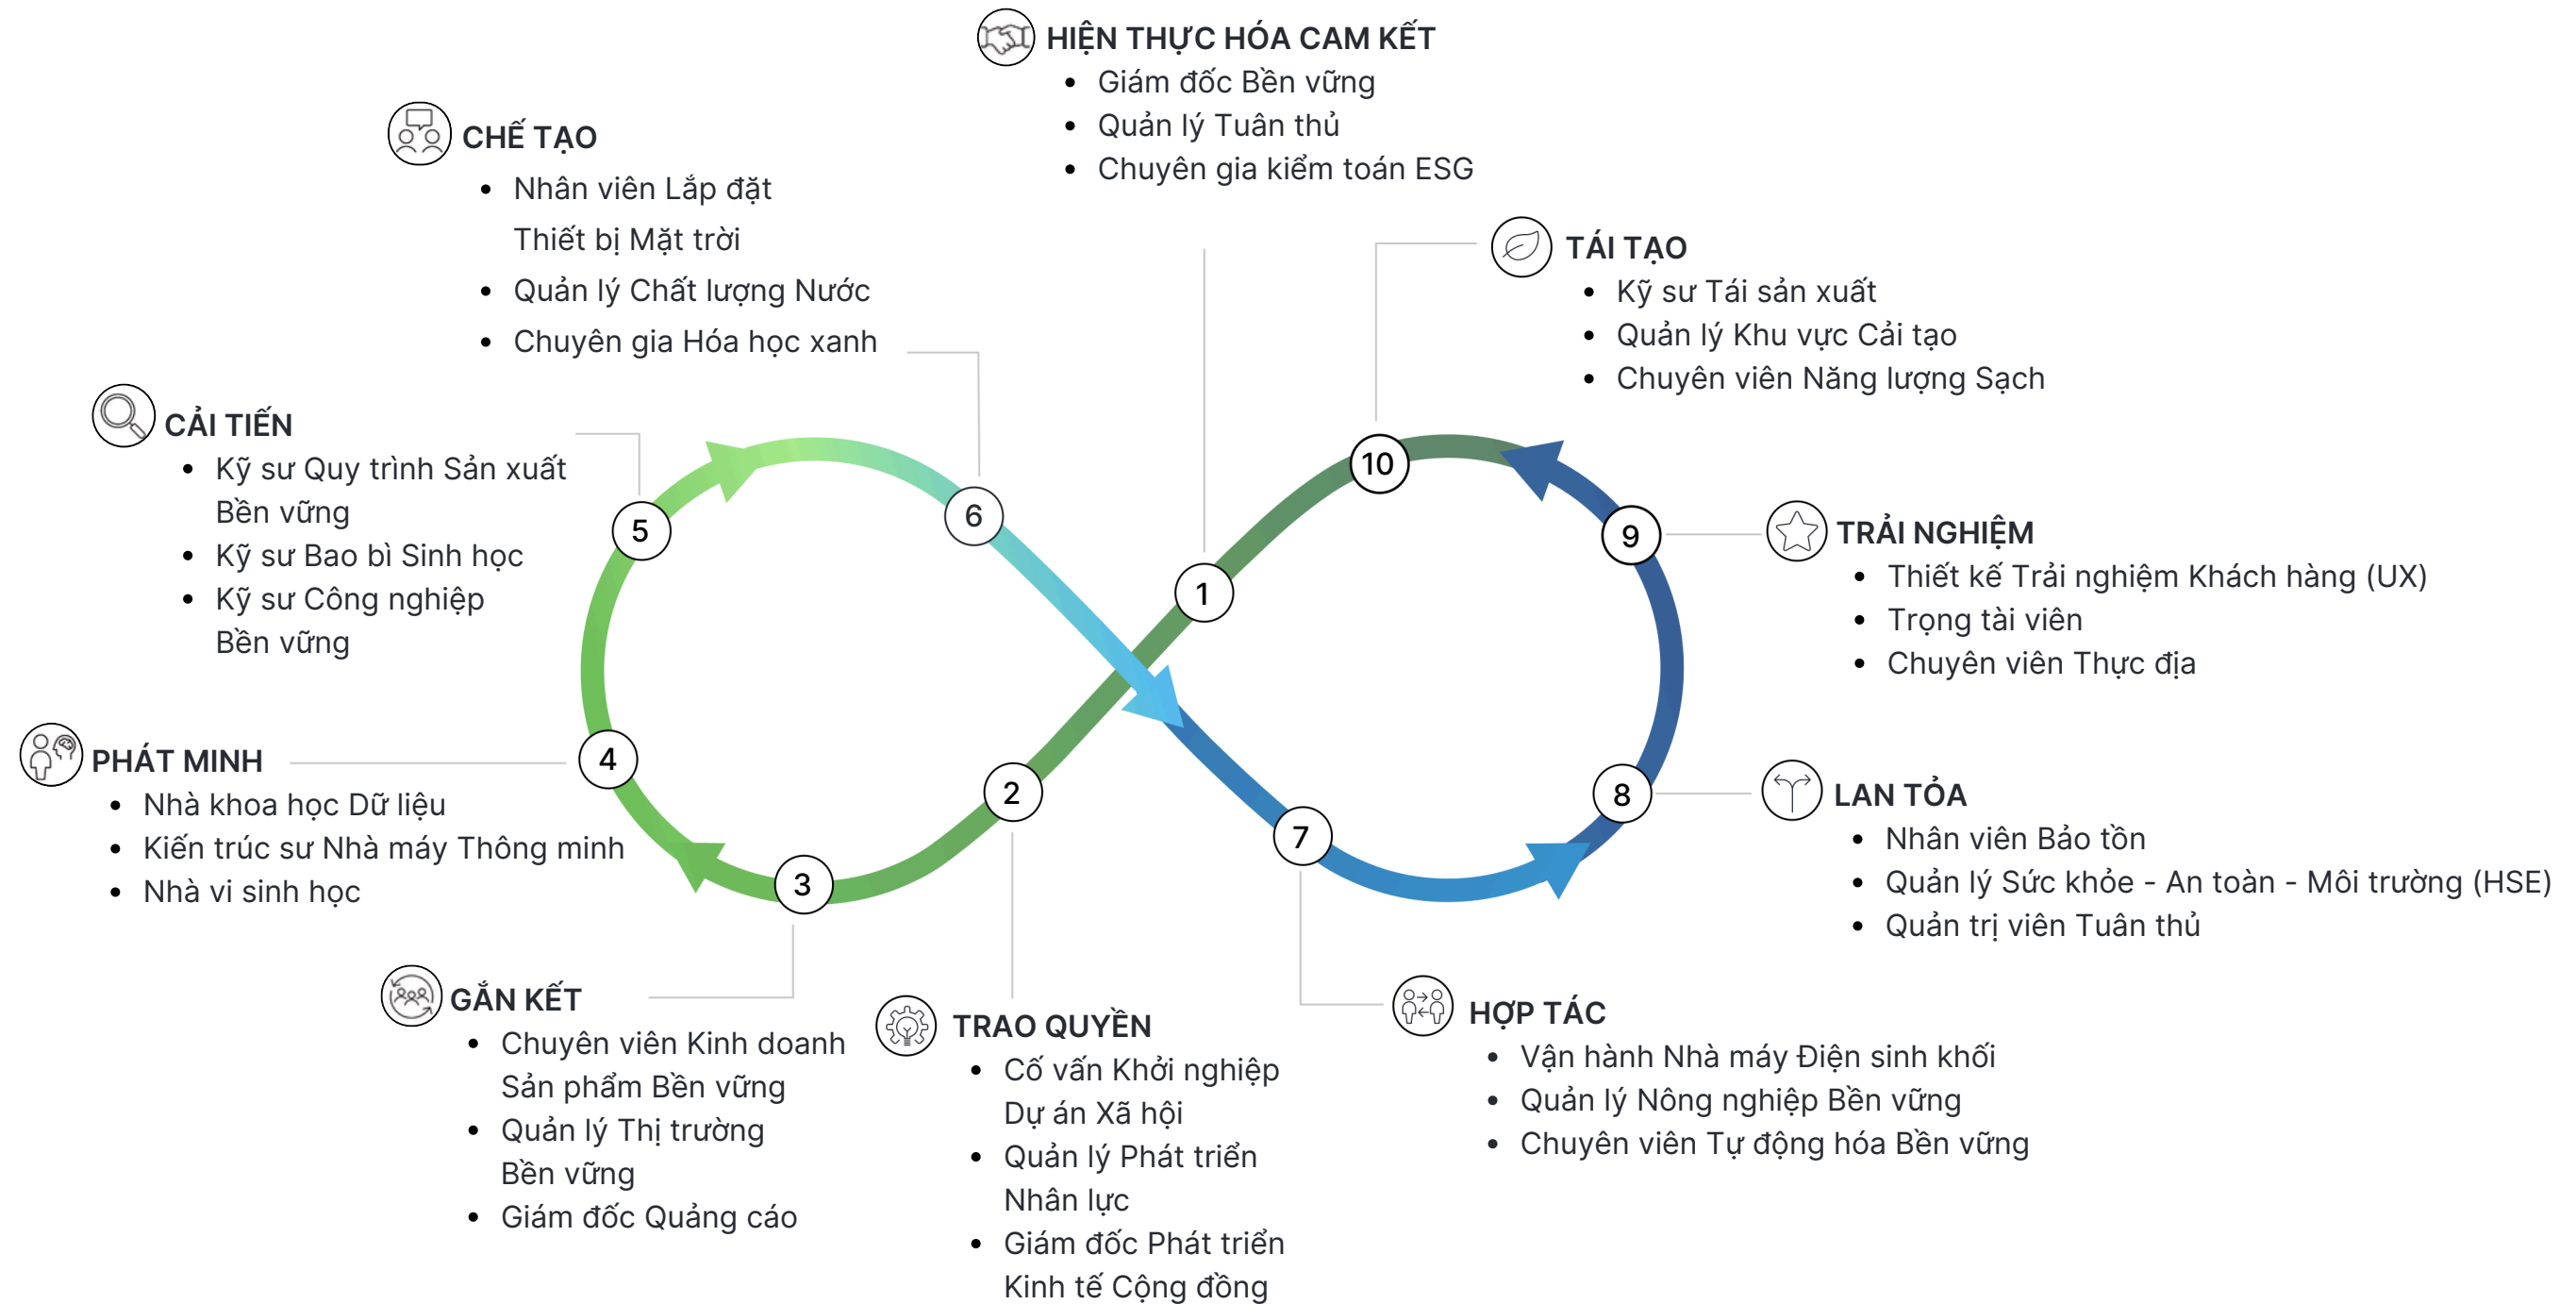 HIỆN THỰC HÓA CAM KẾT
• Giám đốc Bền vững
• Quản lý Tuân thủ
• Chuyên gia kiểm toán ESG
CHẾ TẠO
• Nhân viên Lắp đặt
Thiết bị Mặt trời
• Quản lý Chất lượng Nước
• Chuyên gia Hóa học xanh
TÁI TẠO
• Kỹ sư Tái sản xuất
• Quản lý Khu vực Cải tạo
• Chuyên viên Năng lượng Sạch
CẢI TIẾN
• Kỹ sư Quy trình Sản xuất
Bền vững
• Kỹ sư Bao bì Sinh học
• Kỹ sư Công nghiệp
Bền vững
5
6
1
10
9
TRẢI NGHIỆM
• Thiết kế Trải nghiệm Khách hàng (UX)
• Trọng tài viên
• Chuyên viên Thực địa
PHÁT MINH
• Nhà khoa học Dữ liệu
• Kiến trúc sư Nhà máy Thông minh
• Nhà vi sinh học
4
3
2
7
8
LAN TỎA
• Nhân viên Bảo tồn
• Quản lý Sức khỏe - An toàn - Môi trường (HSE)
• Quản trị viên Tuân thủ
GẮN KẾT
• Chuyên viên Kinh doanh
Sản phẩm Bền vững
• Quản lý Thị trường
Bền vững
• Giám đốc Quảng cáo
TRAO QUYỀN
• Cố vấn Khởi nghiệp
Dự án Xã hội
• Quản lý Phát triển
Nhân lực
• Giám đốc Phát triển
Kinh tế Cộng đồng
HỢP TÁC
• Vận hành Nhà máy Điện sinh khối
• Quản lý Nông nghiệp Bền vững
• Chuyên viên Tự động hóa Bền vững